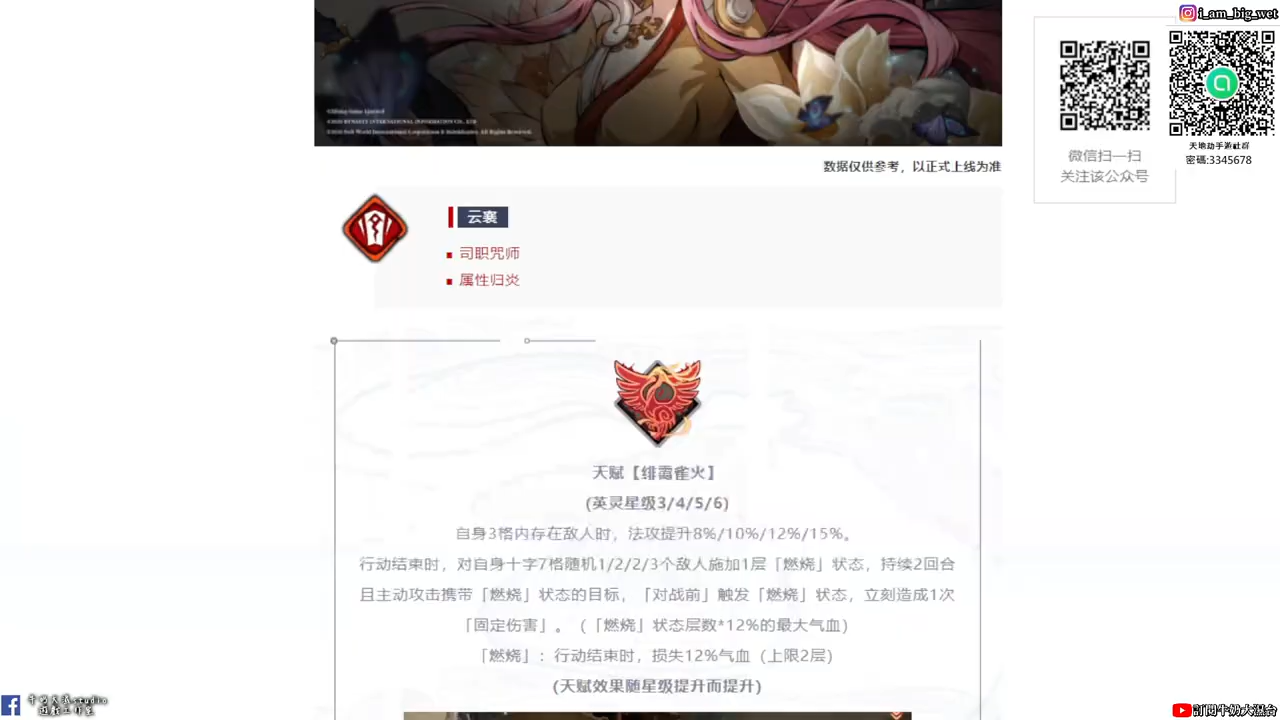 i_am_big_wet
天地劫手游社群
密碼:3345678
微信扫一扫
关注该公众号
数据仅供参考，以正式上线为准
云襄
司职咒师
属性归炎
天赋【绯霜雀火】
(英灵星级3/4/5/6)
自身3格内存在敌人时，法攻提升8%/10%/12%/15%。
行动结束时，对自身十字7格随机1/2/2/3个敌人施加1层「燃烧」状态，持续2回合
且主动攻击携带「燃烧」状态的目标，「对战前」触发「燃烧」状态，立刻造成1次
「固定伤害」。（「燃烧」状态层数*12%的最大气血）
「燃烧」：行动结束时，损失12%气血（上限2层）
(天赋效果随星级提升而提升)
訂閱牛奶大混台